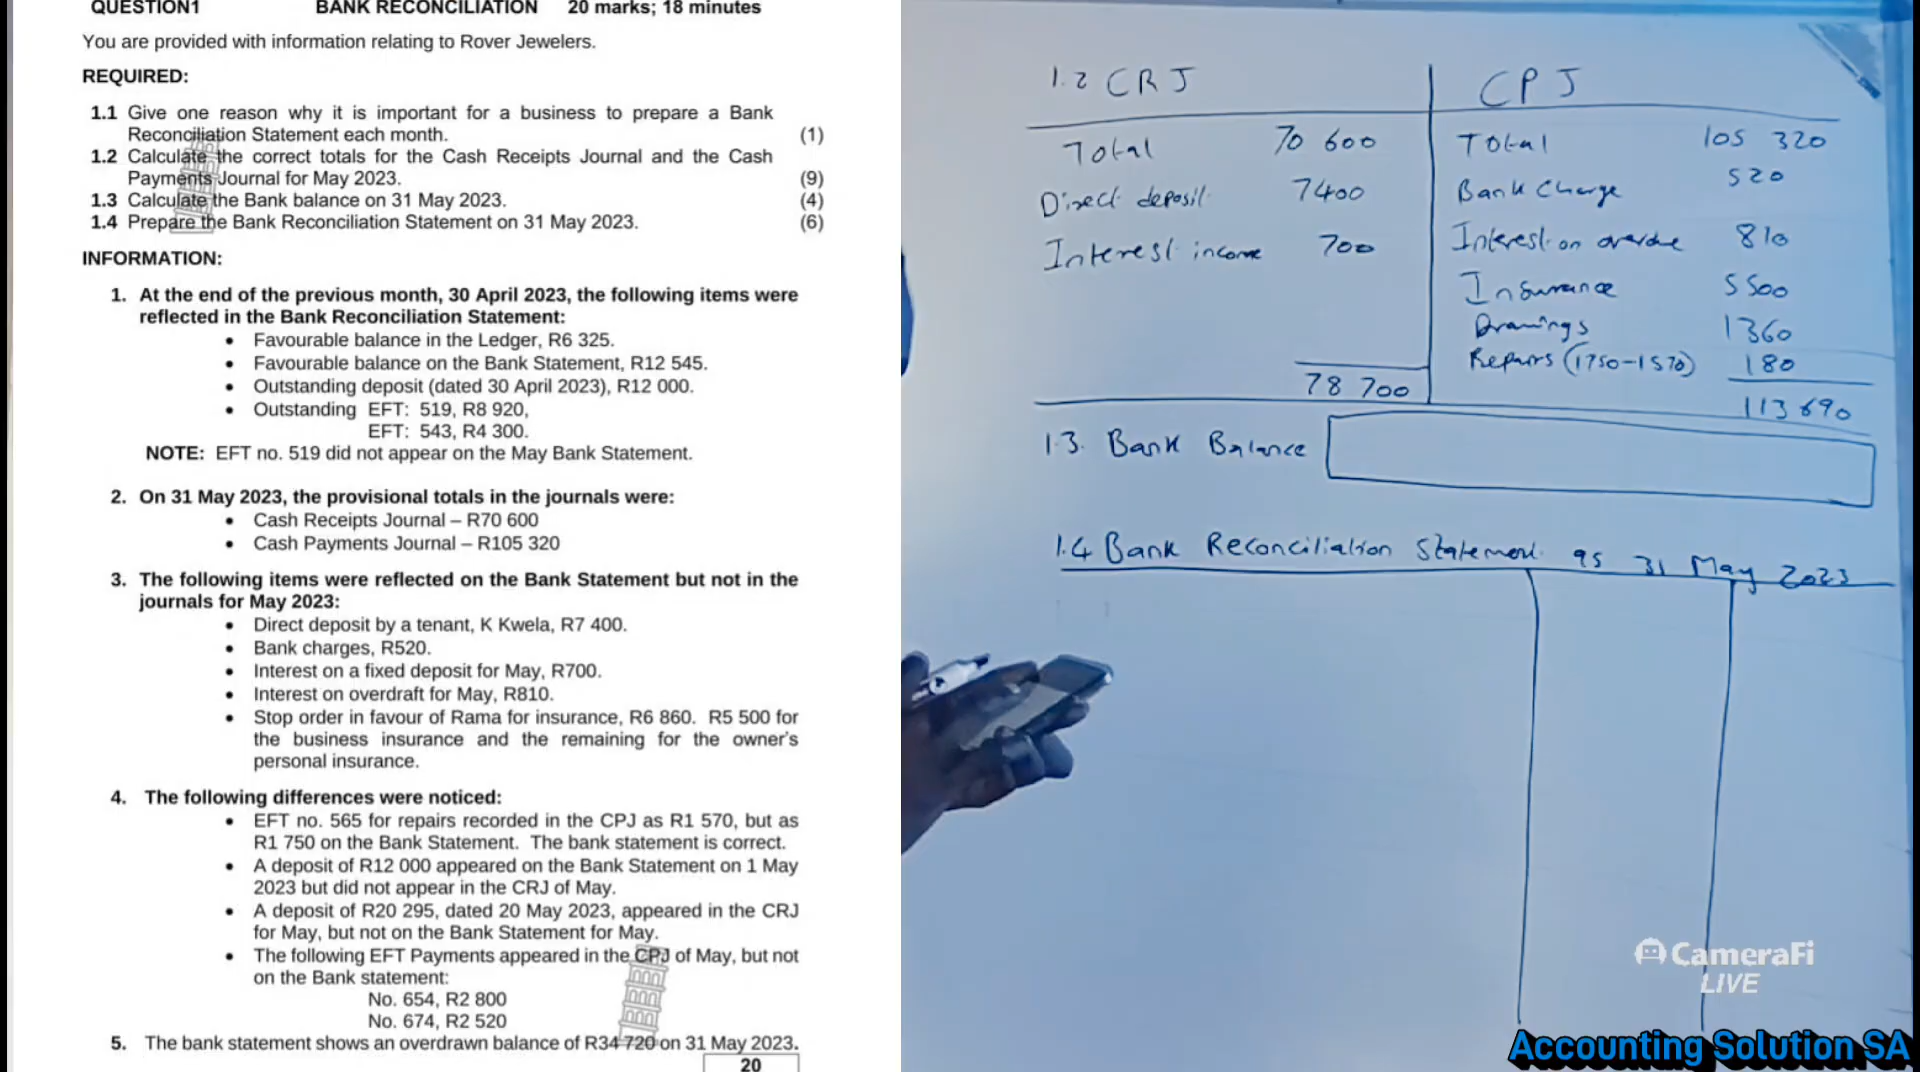 QUESTION1 BANK RECONCILIATION 20 marks; 18 minutes
You are provided with information relating to Rover Jewelers.
REQUIRED:
1.1 Give one reason why it is important for a business to prepare a Bank
Reconciliation Statement each month. (1)
1.2 Calculate the correct totals for the Cash Receipts Journal and the Cash
Payments Journal for May 2023. (9)
1.3 Calculate the Bank balance on 31 May 2023. (4)
1.4 Prepare the Bank Reconciliation Statement on 31 May 2023. (6)
INFORMATION:
1. At the end of the previous month, 30 April 2023, the following items were
reflected in the Bank Reconciliation Statement:
• Favourable balance in the Ledger, R6 325.
• Favourable balance on the Bank Statement, R12 545.
• Outstanding deposit (dated 30 April 2023), R12 000.
• Outstanding EFT: 519, R8 920,
EFT: 543, R4 300.
NOTE: EFT no. 519 did not appear on the May Bank Statement.
2. On 31 May 2023, the provisional totals in the journals were:
• Cash Receipts Journal – R70 600
• Cash Payments Journal – R105 320
3. The following items were reflected on the Bank Statement but not in the
journals for May 2023:
• Direct deposit by a tenant, K Kwela, R7 400.
• Bank charges, R520.
• Interest on a fixed deposit for May, R700.
• Interest on overdraft for May, R810.
• Stop order in favour of Rama for insurance, R6 860. R5 500 for
the business insurance and the remaining for the owner's
personal insurance.
4. The following differences were noticed:
• EFT no. 565 for repairs recorded in the CPJ as R1 570, but as
R1 750 on the Bank Statement. The bank statement is correct.
• A deposit of R12 000 appeared on the Bank Statement on 1 May
2023 but did not appear in the CRJ of May.
• A deposit of R20 295, dated 20 May 2023, appeared in the CRJ
for May, but not on the Bank Statement for May.
• The following EFT Payments appeared in the CPJ of May, but not
on the Bank statement:
No. 654, R2 800
No. 674, R2 520
5. The bank statement shows an overdrawn balance of R34 720 on 31 May 2023.
20
1.2 CRJ CPJ
Total 70 600 Total 105 320
Direct deposit 7400 Bank Charge 520
Interest income 700 Interest on overdue 810
Insurance 5500
Drawings 1360
Repairs (1750-1570) 180
78 700 113 690
1.3. Bank Balance
1.4 Bank Reconciliation Statement as 31 May 2023
CameraFi
LIVE
Accounting Solution SA